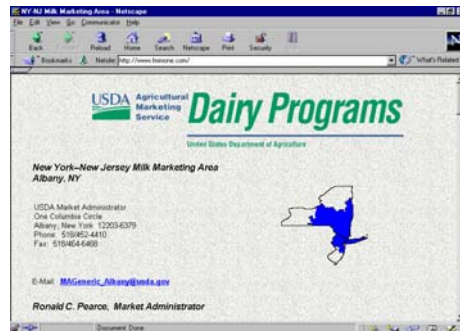 NY-NJ Milk Marketing Area - Netscape
File Edit View Go Communicator Help
Back Forward Reload Home Search Netscape Print Security
Bookmarks Netsite: http://www.fmmone.com/ What's Related
USDA Agricultural
Marketing
Service
Dairy Programs
United States Department of Agriculture
New York–New Jersey Milk Marketing Area
Albany, NY
USDA Market Administrator
One Columbia Circle
Albany, New York 12203-6379
Phone: 518/452-4410
Fax: 518/464-6468
E-Mail: MAGeneric_Albany@usda.gov
Ronald C. Pearce, Market Administrator
Document: Done